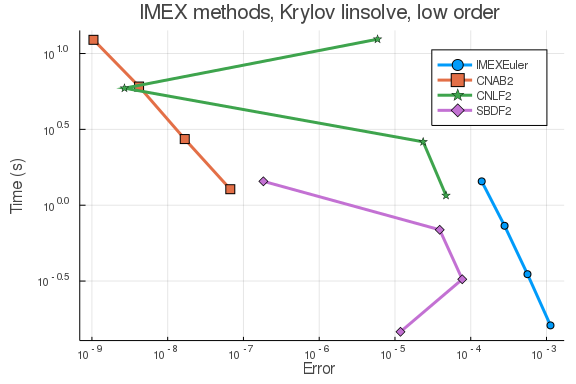 IMEX methods, Krylov linsolve, low order
Time (s)
10^1.0
10^0.5
10^0.0
10^-0.5
IMEXEuler
CNAB2
CNLF2
SBDF2
10^-9 10^-8 10^-7 10^-6 10^-5 10^-4 10^-3
Error